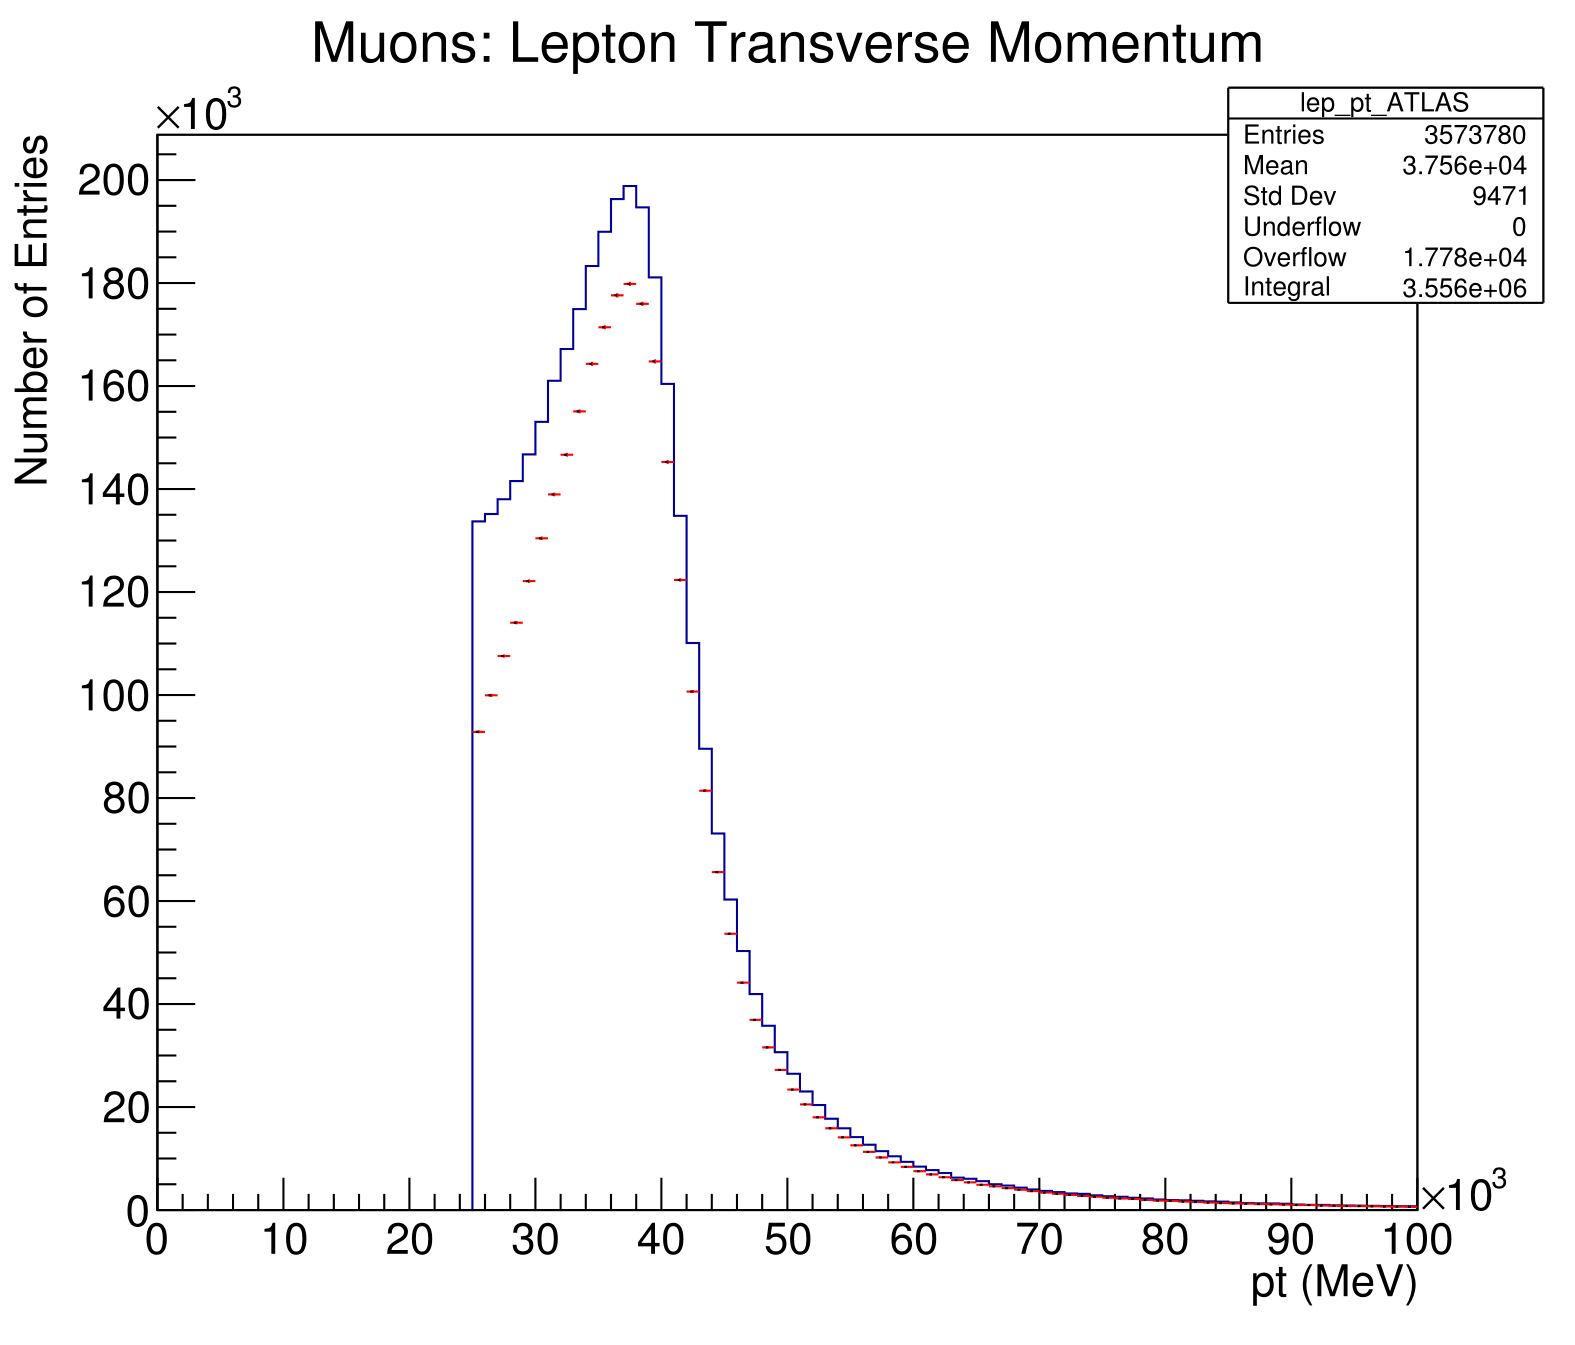 Muons: Lepton Transverse Momentum
×10³
lep_pt_ATLAS
Entries 3573780
Mean 3.756e+04
Std Dev 9471
Underflow 0
Overflow 1.778e+04
Integral 3.556e+06
Number of Entries
200
180
160
140
120
100
80
60
40
20
0
0 10 20 30 40 50 60 70 80 90 100
×10³
pt (MeV)